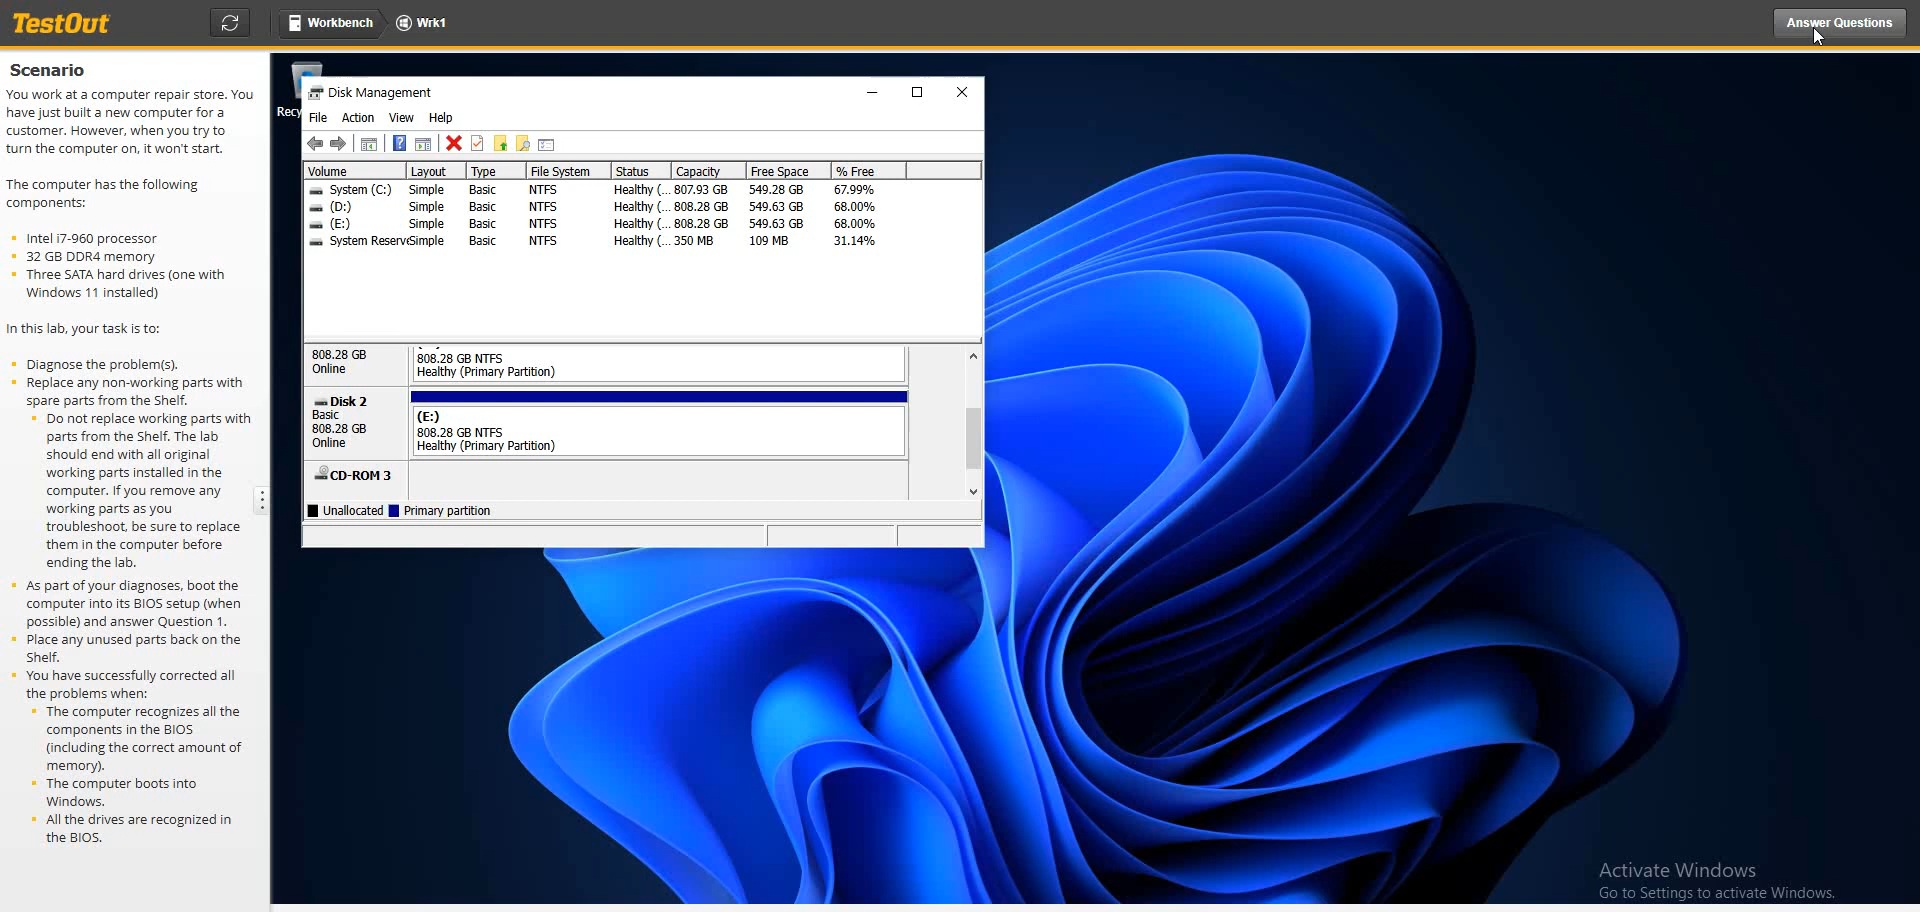 TestOut
Workbench
Wrk1
Answer Questions
Scenario
You work at a computer repair store. You
have just built a new computer for a
customer. However, when you try to
turn the computer on, it won't start.
The computer has the following
components:
Intel i7-960 processor
32 GB DDR4 memory
Three SATA hard drives (one with
Windows 11 installed)
In this lab, your task is to:
Diagnose the problem(s).
Replace any non-working parts with
spare parts from the Shelf.
Do not replace working parts with
parts from the Shelf. The lab
should end with all original
working parts installed in the
computer. If you remove any
working parts as you
troubleshoot, be sure to replace
them in the computer before
ending the lab.
As part of your diagnoses, boot the
computer into its BIOS setup (when
possible) and answer Question 1.
Place any unused parts back on the
Shelf.
You have successfully corrected all
the problems when:
The computer recognizes all the
components in the BIOS
(including the correct amount of
memory).
The computer boots into
Windows.
All the drives are recognized in
the BIOS.
Recy
Disk Management
File Action View Help
Volume Layout Type File System Status Capacity Free Space % Free
System (C:) Simple Basic NTFS Healthy (... 807.93 GB 549.28 GB 67.99%
(D:) Simple Basic NTFS Healthy (... 808.28 GB 549.63 GB 68.00%
(E:) Simple Basic NTFS Healthy (... 808.28 GB 549.63 GB 68.00%
System Reserve Simple Basic NTFS Healthy (... 350 MB 109 MB 31.14%
808.28 GB
Online
808.28 GB NTFS
Healthy (Primary Partition)
Disk 2
Basic
808.28 GB
Online
(E:)
808.28 GB NTFS
Healthy (Primary Partition)
CD-ROM 3
Unallocated Primary partition
Activate Windows
Go to Settings to activate Windows.